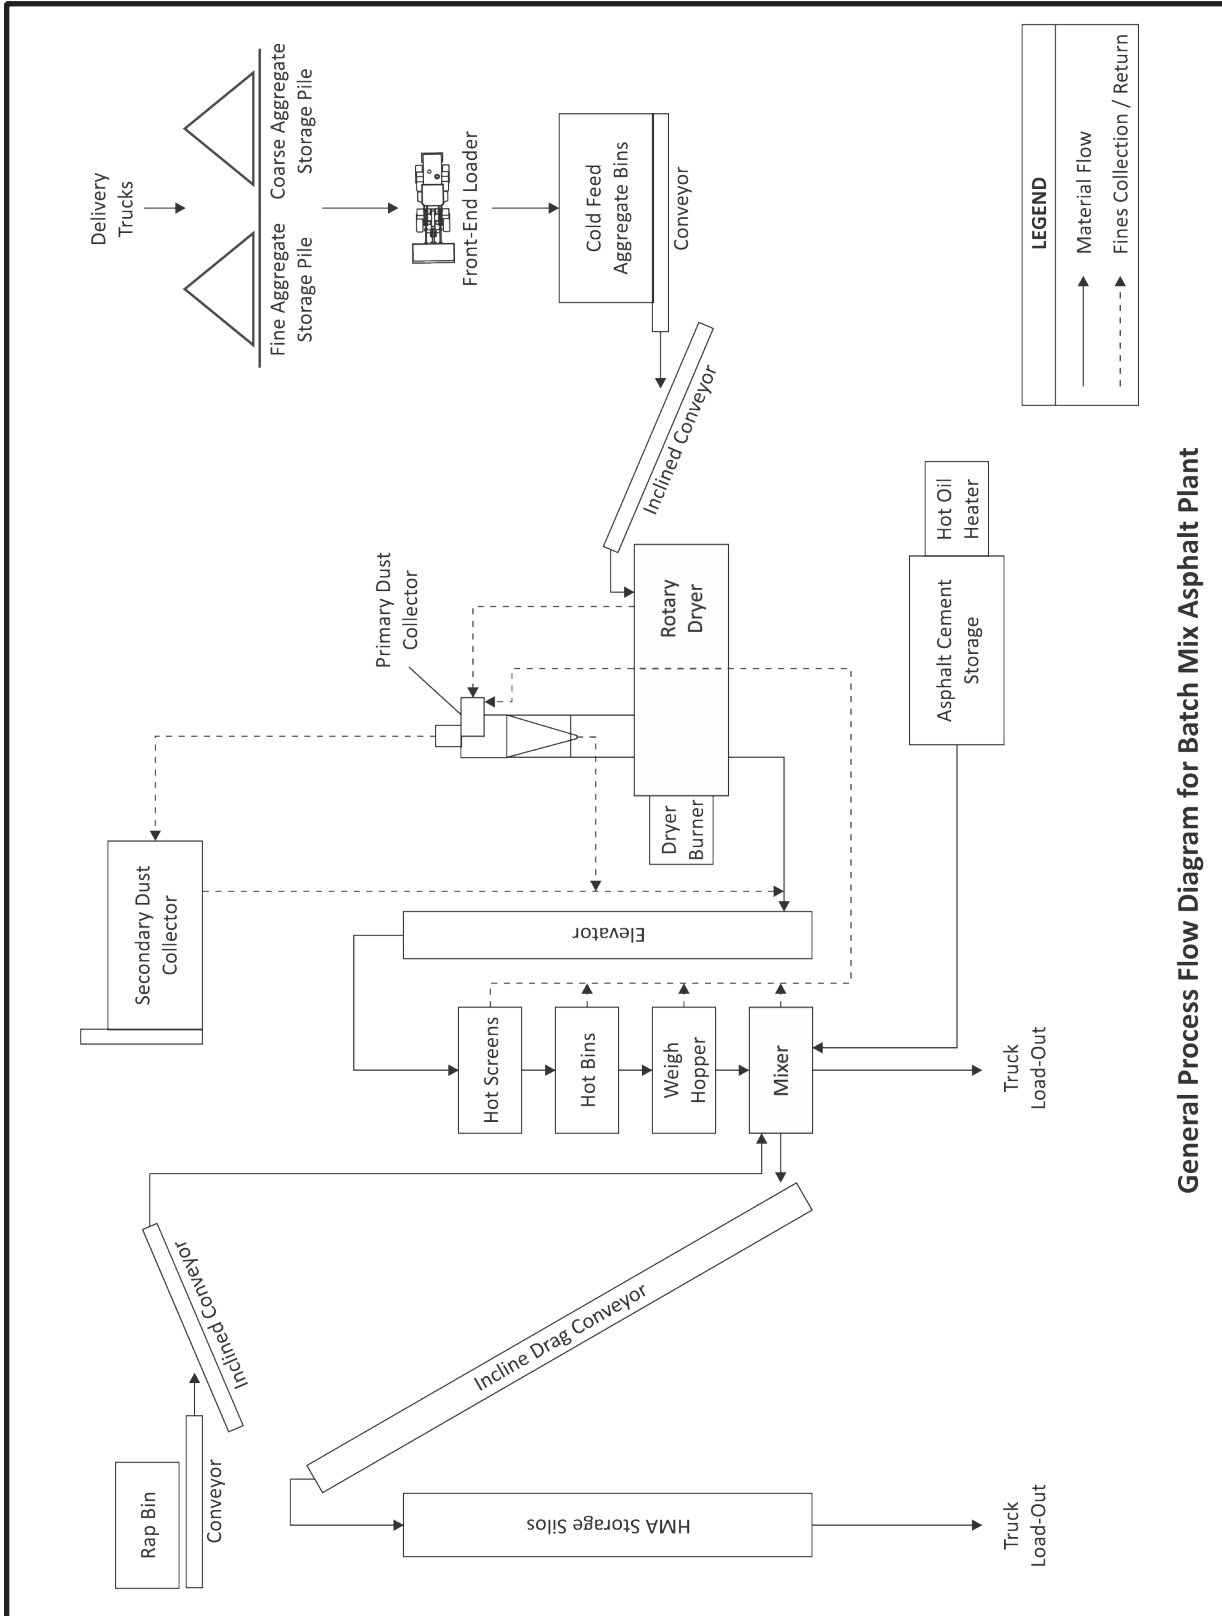 Delivery
Trucks
Fine Aggregate
Storage Pile
Coarse Aggregate
Storage Pile
Front-End Loader
Cold Feed
Aggregate Bins
Conveyor
Inclined Conveyor
Primary Dust
Collector
Rotary
Dryer
Dryer
Burner
Secondary Dust
Collector
Elevator
Hot Screens
Hot Bins
Weigh
Hopper
Mixer
Truck
Load-Out
Asphalt Cement
Storage
Hot Oil
Heater
Rap Bin
Conveyor
Inclined Conveyor
Incline Drag Conveyor
HMA Storage Silos
Truck
Load-Out
LEGEND
Material Flow
Fines Collection / Return
General Process Flow Diagram for Batch Mix Asphalt Plant